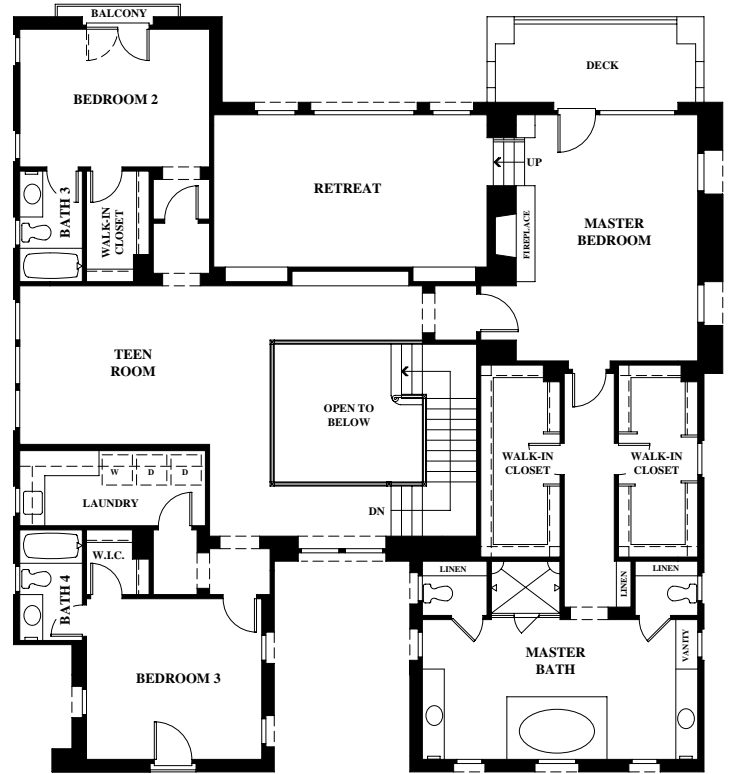 BALCONY
DECK
BEDROOM 2
UP
RETREAT
BATH 3
WALK-IN
CLOSET
FIREPLACE
MASTER
BEDROOM
TEEN
ROOM
OPEN TO
BELOW
WALK-IN
CLOSET
WALK-IN
CLOSET
W
D
D
LAUNDRY
DN
W.I.C.
LINEN
LINEN
LINEN
BATH 4
BEDROOM 3
MASTER
BATH
VANITY